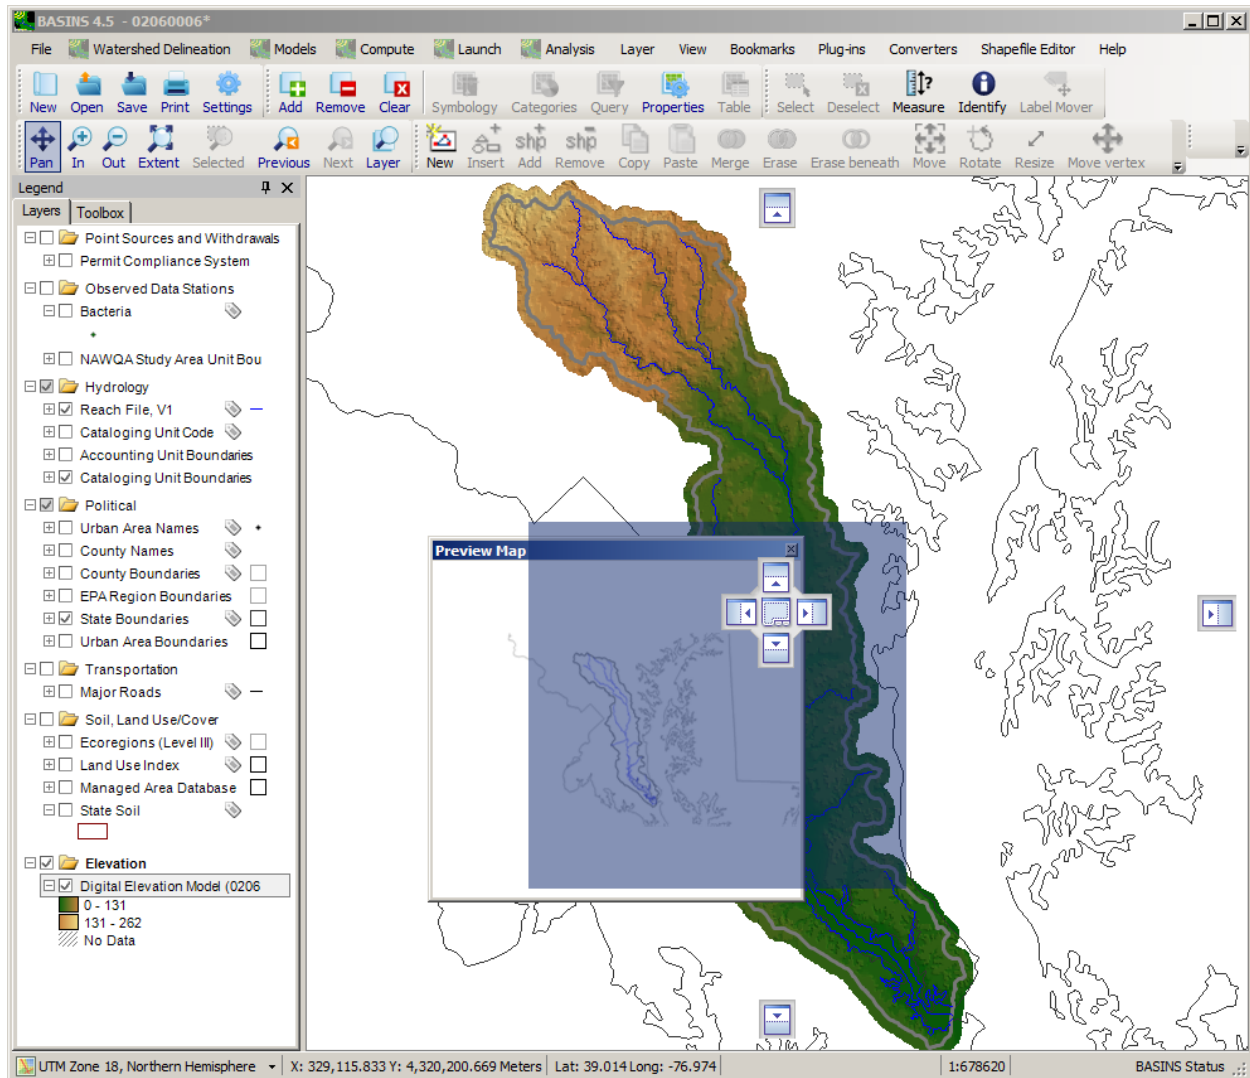 BASINS 4.5 - 02060006*
File Watershed Delineation Models Compute Launch Analysis Layer View Bookmarks Plug-ins Converters Shapefile Editor Help
New Open Save Print Settings Add Remove Clear Symbology Categories Query Properties Table Select Deselect Measure Identify Label Mover
Pan In Out Extent Selected Previous Next Layer New Insert Add Remove Copy Paste Merge Erase Erase beneath Move Rotate Resize Move vertex
Legend
Layers Toolbox
Point Sources and Withdrawals
Permit Compliance System
Observed Data Stations
Bacteria
NAWQA Study Area Unit Bou
Hydrology
Reach File, V1
Cataloging Unit Code
Accounting Unit Boundaries
Cataloging Unit Boundaries
Political
Urban Area Names
County Names
County Boundaries
EPA Region Boundaries
State Boundaries
Urban Area Boundaries
Transportation
Major Roads
Soil, Land Use/Cover
Ecoregions (Level III)
Land Use Index
Managed Area Database
State Soil
Elevation
Digital Elevation Model (0206
0 - 131
131 - 262
No Data
Preview Map
UTM Zone 18, Northern Hemisphere X: 329,115.833 Y: 4,320,200.669 Meters Lat: 39.014 Long: -76.974 1:678620 BASINS Status